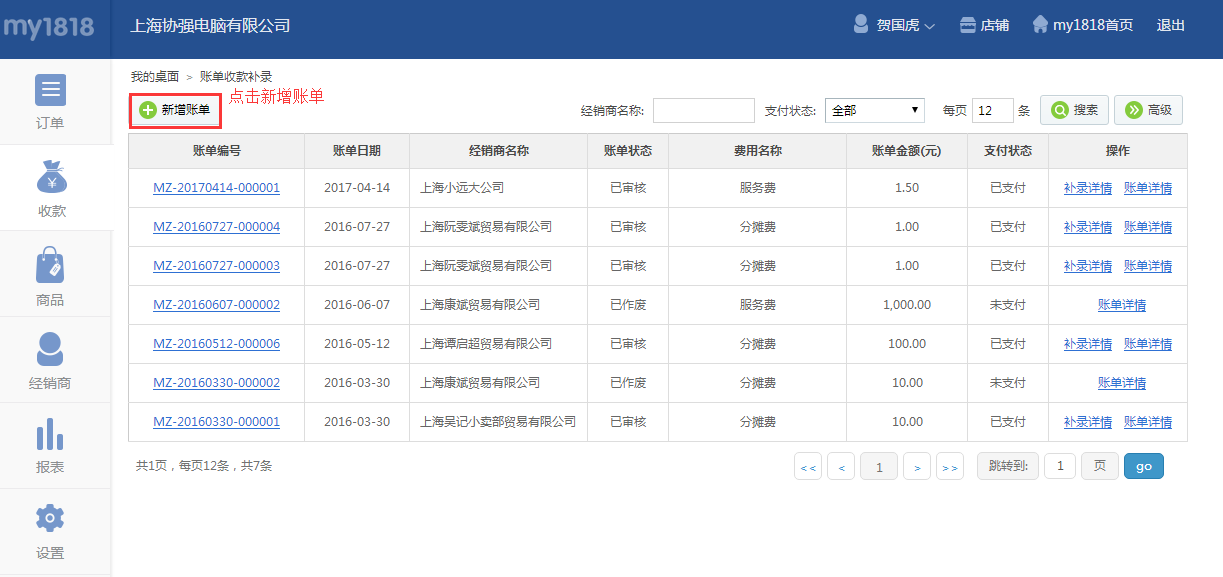 my1818 上海协强电脑有限公司 贺国虎 店铺 my1818首页 退出
订单
收款
商品
经销商
报表
设置
我的桌面 > 账单收款补录
新增账单 点击新增账单 经销商名称: 支付状态: 全部 每页 12 条 搜索 高级
账单编号 账单日期 经销商名称 账单状态 费用名称 账单金额(元) 支付状态 操作
MZ-20170414-000001 2017-04-14 上海小远大公司 已审核 服务费 1.50 已支付 补录详情 账单详情
MZ-20160727-000004 2016-07-27 上海阮雯斌贸易有限公司 已审核 分摊费 1.00 已支付 补录详情 账单详情
MZ-20160727-000003 2016-07-27 上海阮雯斌贸易有限公司 已审核 分摊费 1.00 已支付 补录详情 账单详情
MZ-20160607-000002 2016-06-07 上海康斌贸易有限公司 已作废 服务费 1,000.00 未支付 账单详情
MZ-20160512-000006 2016-05-12 上海谭启超贸易有限公司 已审核 分摊费 100.00 已支付 补录详情 账单详情
MZ-20160330-000002 2016-03-30 上海康斌贸易有限公司 已作废 分摊费 10.00 未支付 账单详情
MZ-20160330-000001 2016-03-30 上海吴记小卖部贸易有限公司 已审核 分摊费 10.00 已支付 补录详情 账单详情
共1页，每页12条，共7条 << < 1 > >> 跳转到: 1 页 go